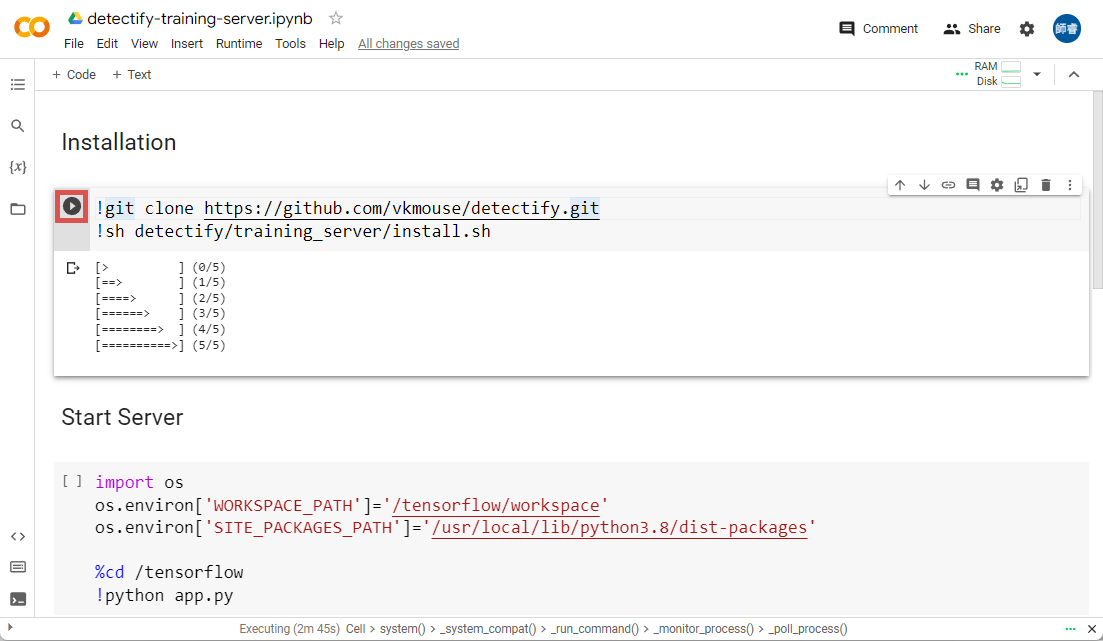 detectify-training-server.ipynb
File Edit View Insert Runtime Tools Help All changes saved
Comment Share 師睿
+ Code + Text
RAM
Disk
{x}
Installation
!git clone https://github.com/vkmouse/detectify.git
!sh detectify/training_server/install.sh
[> ] (0/5)
[==> ] (1/5)
[====> ] (2/5)
[======> ] (3/5)
[========> ] (4/5)
[==========>] (5/5)
Start Server
[ ] import os
os.environ['WORKSPACE_PATH']='/tensorflow/workspace'
os.environ['SITE_PACKAGES_PATH']='/usr/local/lib/python3.8/dist-packages'
%cd /tensorflow
!python app.py
Executing (2m 45s) Cell > system() > _system_compat() > _run_command() > _monitor_process() > _poll_process()